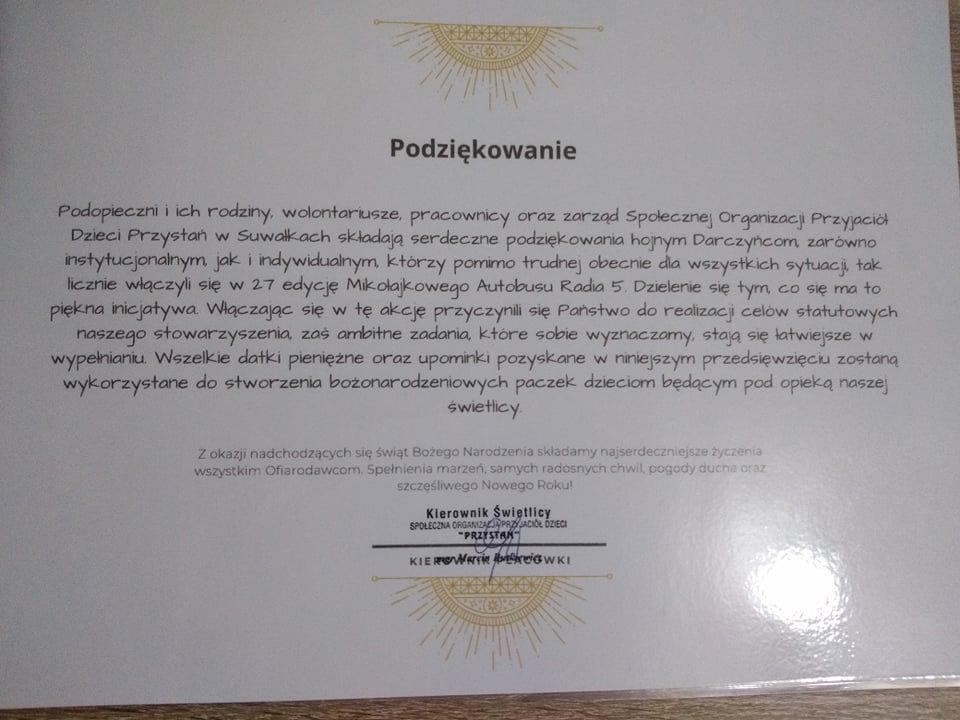 Podziękowanie
Podopieczni i ich rodziny, wolontariusze, pracownicy oraz zarząd Społecznej Organizacji Przyjaciół
Dzieci Przystań w Suwałkach składają serdeczne podziękowania hojnym Darczyńcom, zarówno
instytucjonalnym, jak i indywidualnym, którzy pomimo trudnej obecnie dla wszystkich sytuacji, tak
licznie włączyli się w 27 edycję Mikołajkowego Autobusu Radia 5. Dzielenie się tym, co się ma to
piękna inicjatywa. Włączając się w tę akcję przyczynili się Państwo do realizacji celów statutowych
naszego stowarzyszenia, zaś ambitne zadania, które sobie wyznaczamy, stają się łatwiejsze w
wypełnianiu. Wszelkie datki pieniężne oraz upominki pozyskane w niniejszym przedsięwzięciu zostaną
wykorzystane do stworzenia bożonarodzeniowych paczek dzieciom będącym pod opieką naszej
świetlicy.
Z okazji nadchodzących się świąt Bożego Narodzenia składamy najserdeczniejsze życzenia
wszystkim Ofiarodawcom. Spełnienia marzeń, samych radosnych chwil, pogody ducha oraz
szczęśliwego Nowego Roku!
Kierownik Świetlicy
SPOŁECZNA ORGANIZACJA PRZYJACIÓŁ DZIECI
"PRZYSTAŃ"
KIEROWNIK PLACÓWKI